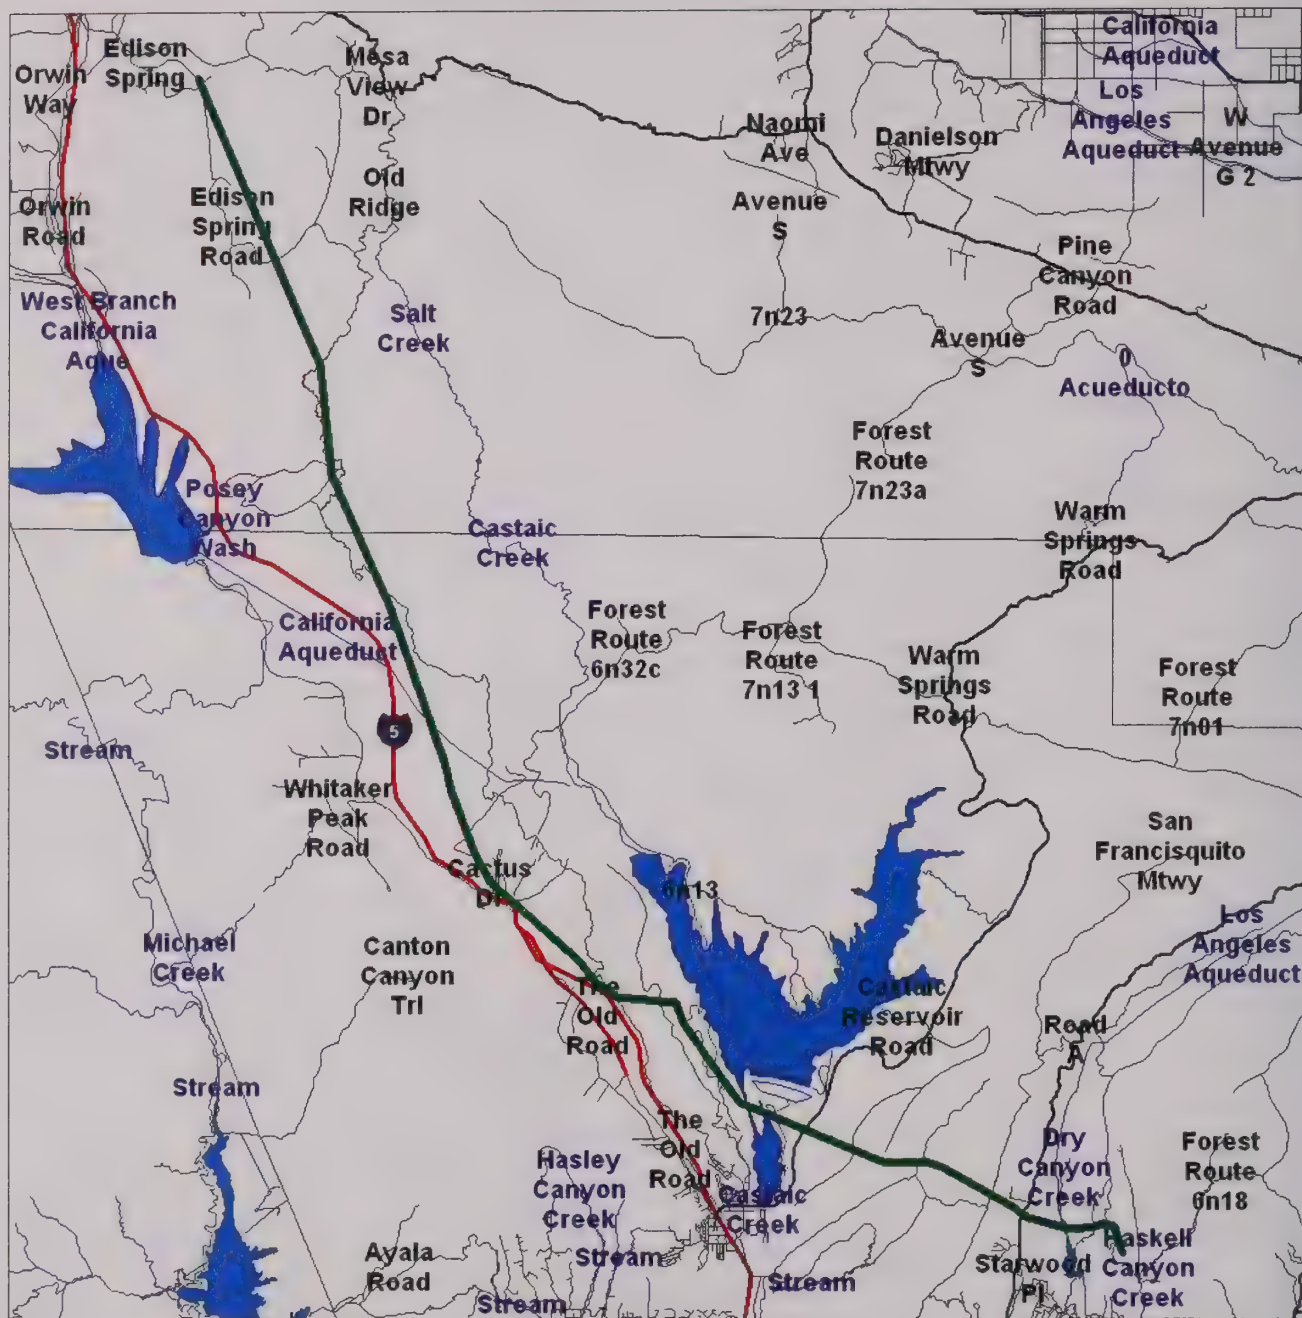 Edison
Spring
Orwin
Way
Mesa
View
Dr
California
Aqueduct
Los
Angeles
Aqueduct
W
Avenue
G 2
Naomi
Ave
Danielson
Mtwy
Orwin
Road
Edison
Spring
Road
Old
Ridge
Avenue
S
Pine
Canyon
Road
West Branch
California
Aque
Salt
Creek
7n23
Avenue
S
0
Acueducto
Forest
Route
7n23a
Posey
Canyon
Wash
Castaic
Creek
Warm
Springs
Road
California
Aqueduct
Forest
Route
6n32c
Forest
Route
7n13 1
Warm
Springs
Road
Forest
Route
7n01
Stream
5
Whitaker
Peak
Road
San
Francisquito
Mtwy
Cactus
Dr
6n13
Los
Angeles
Aqueduct
Michael
Creek
Canton
Canyon
Trl
The
Old
Road
Castaic
Reservoir
Road
Road
A
Stream
The
Old
Road
Hasley
Canyon
Creek
Castaic
Creek
Dry
Canyon
Creek
Forest
Route
6n18
Ayala
Road
Stream
Stream
Stream
Starwood
Pl
Haskell
Canyon
Creek